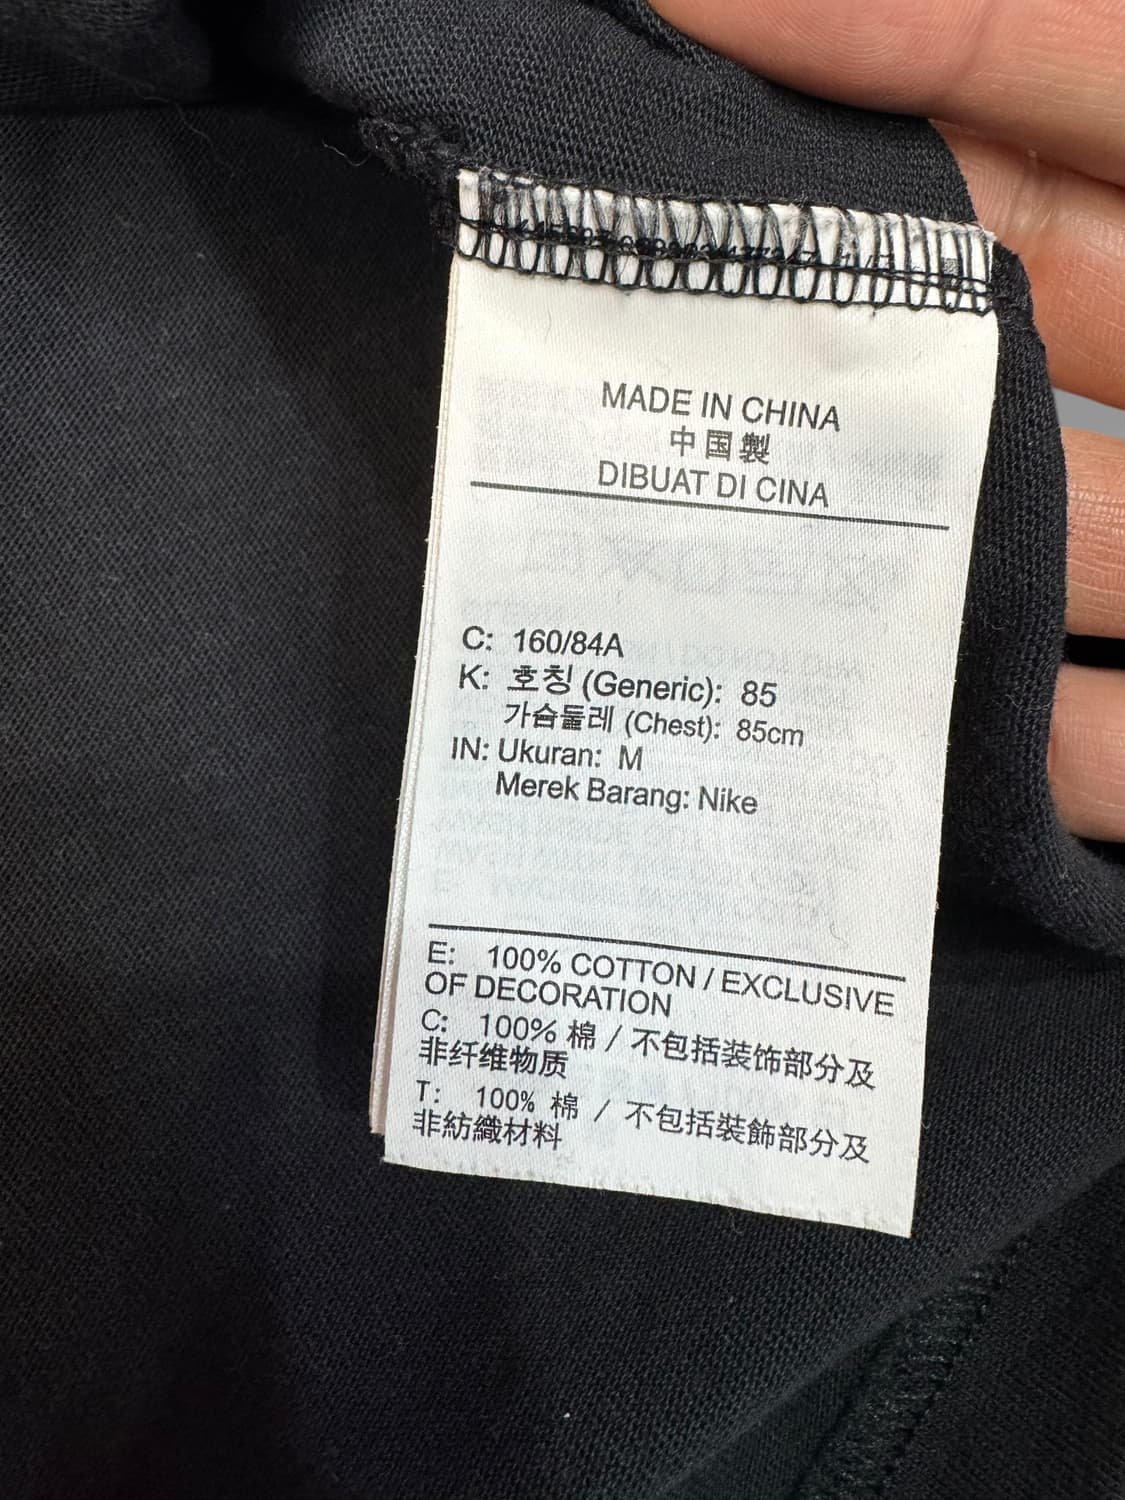 MADE IN CHINA
中国製
DIBUAT DI CINA
C: 160/84A
K: 호칭 (Generic): 85
가슴둘레 (Chest): 85cm
IN: Ukuran: M
Merek Barang: Nike
E: 100% COTTON / EXCLUSIVE
OF DECORATION
C: 100% 棉 / 不包括装饰部分及
非纤维物质
T: 100% 棉 / 不包括裝飾部分及
非紡織材料